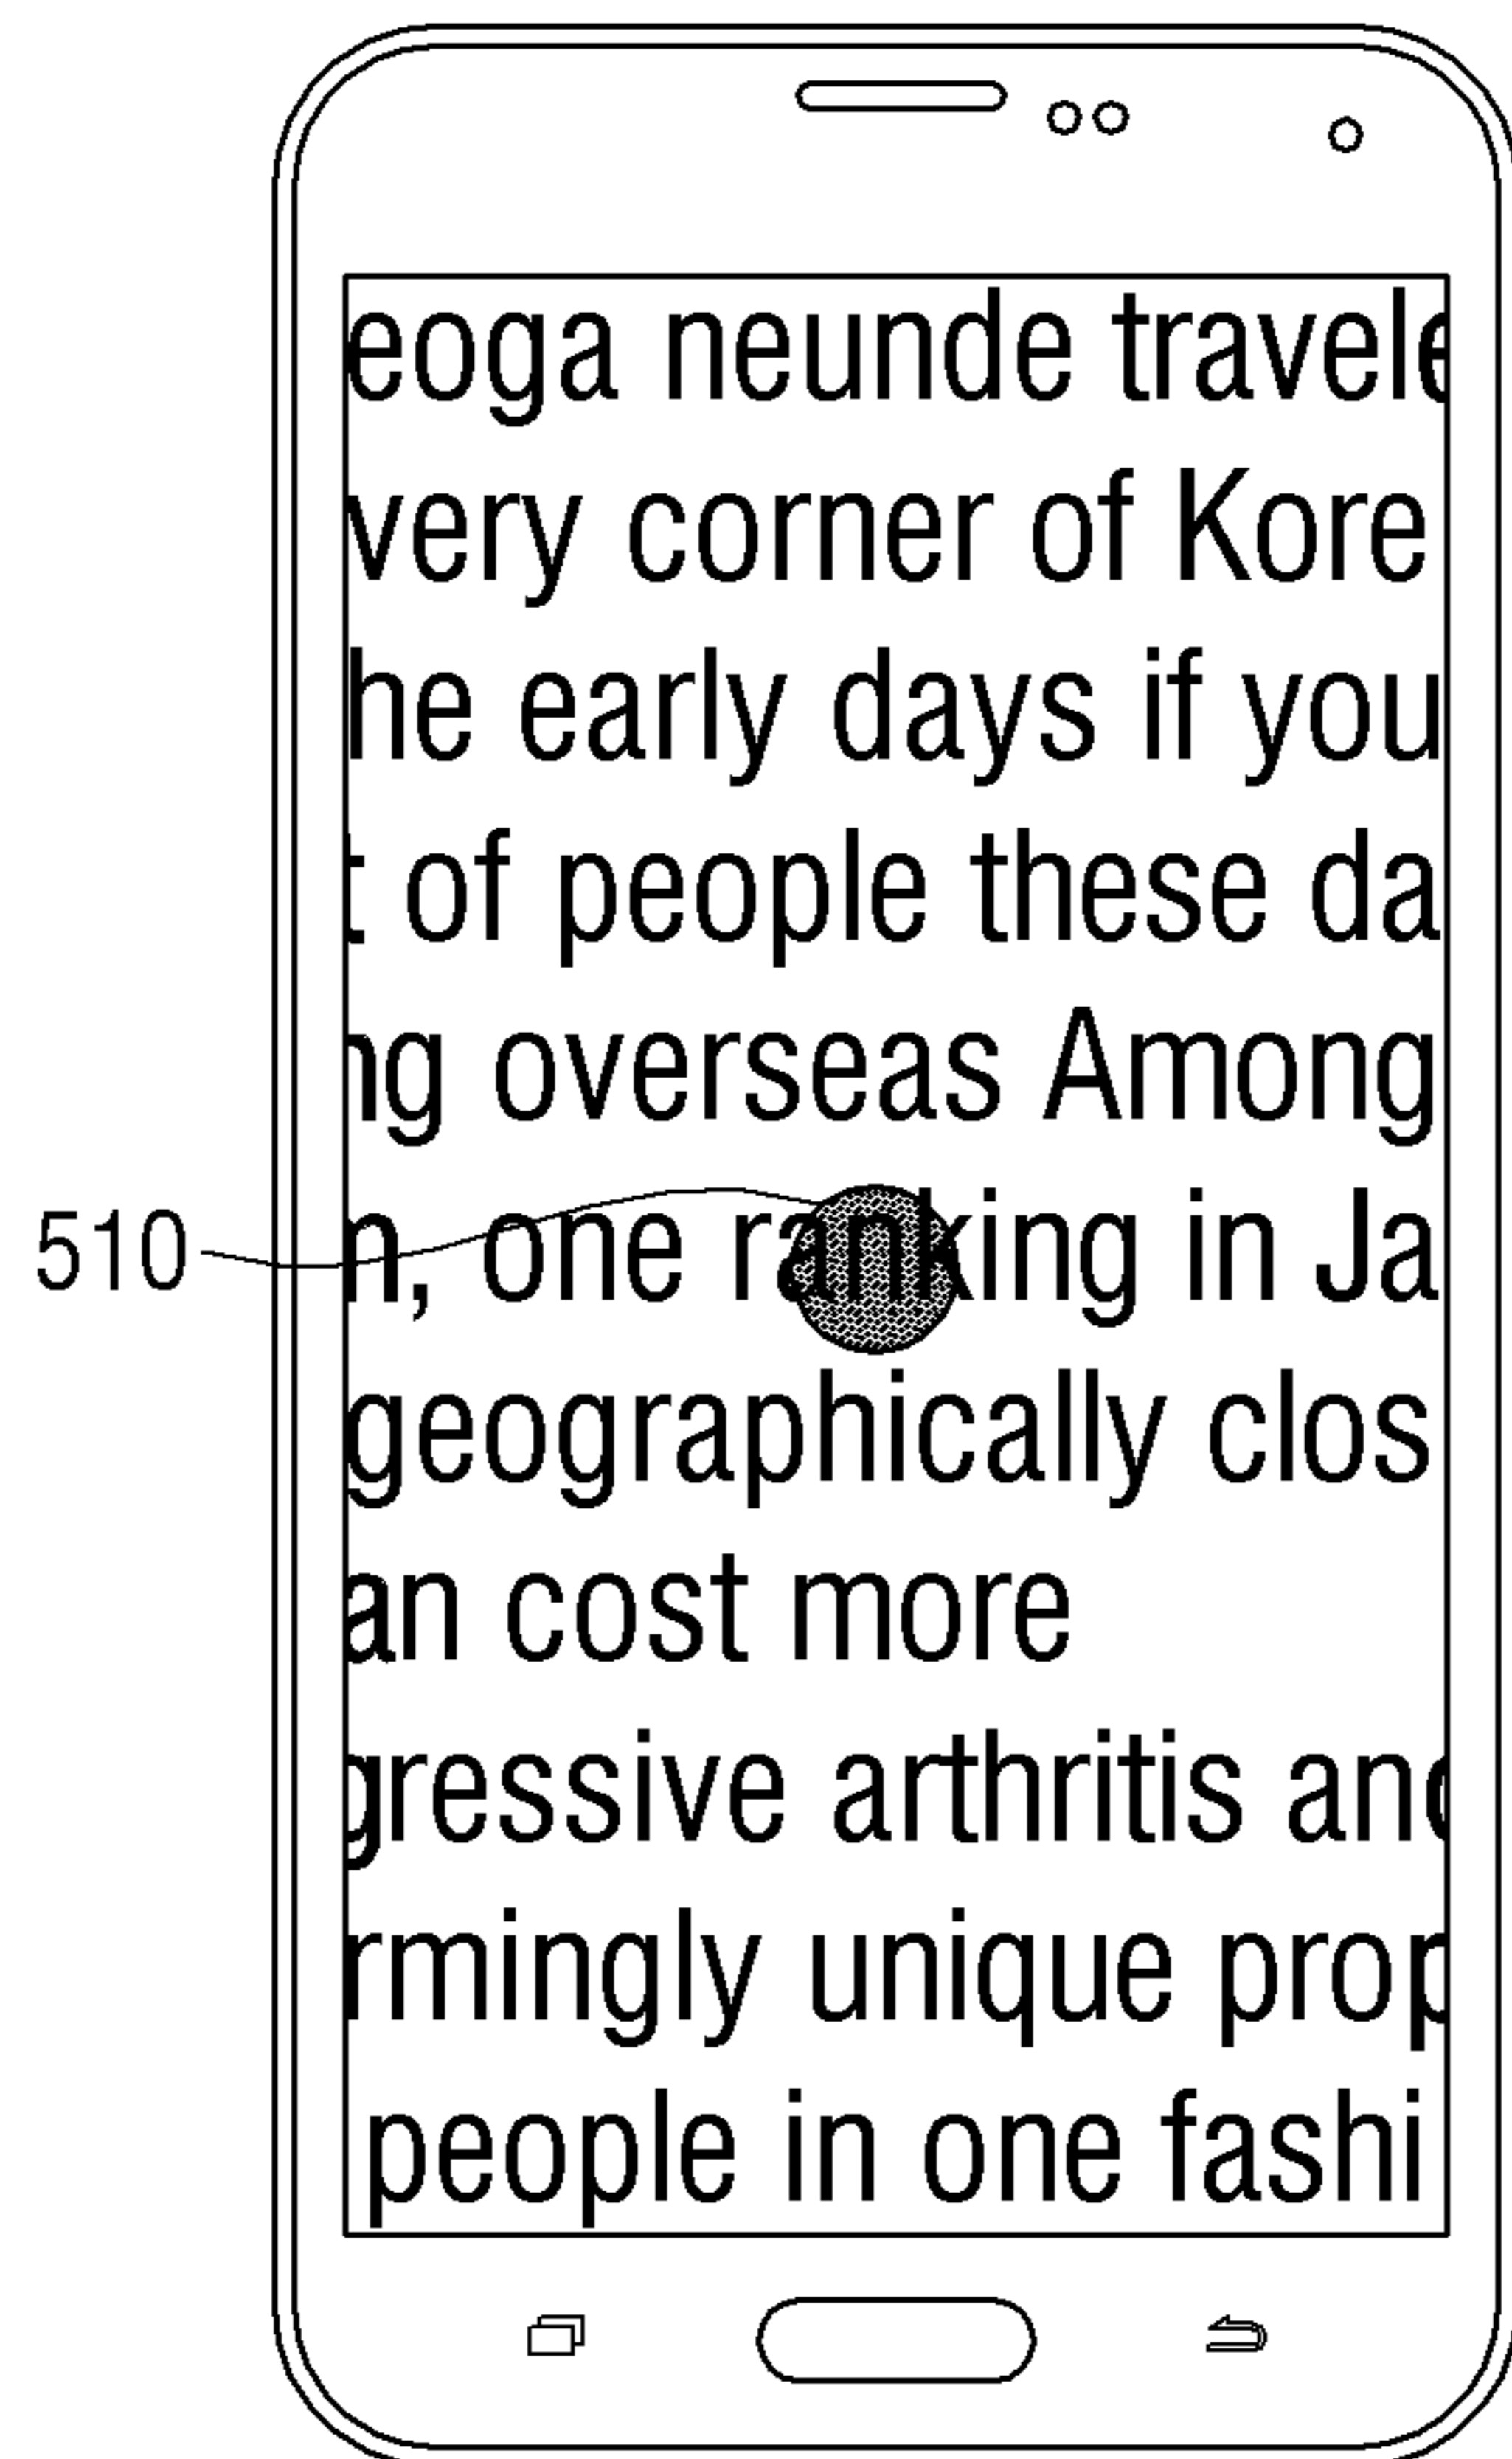 eoga neunde travele
very corner of Kore
he early days if you
t of people these da
ng overseas Among
n, one ranking in Ja
geographically clos
an cost more
gressive arthritis and
rmingly unique prop
people in one fashi
510